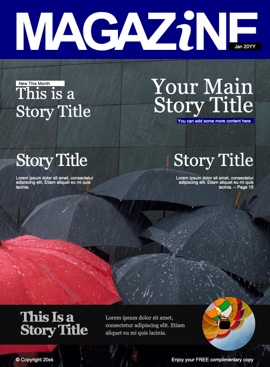 MAGAZiNE
Jan 20YY
New This Month
This is a
Story Title
Your Main
Story Title
You can add some more content here
Story Title
Lorem ipsum dolor sit amet, consectetur
adipiscing elit. Etiam aliquet eu mi quis
lacinia.
Story Title
Lorem ipsum dolor sit amet, consectetur
adipiscing elit. Etiam aliquet eu mi quis
lacinia. – Page 10
This Is a
Story Title
Lorem ipsum dolor sit amet,
consectetur adipiscing elit. Etiam
aliquet eu mi quis lacinia.
© Copyright 20xx
Enjoy your FREE complimentary copy